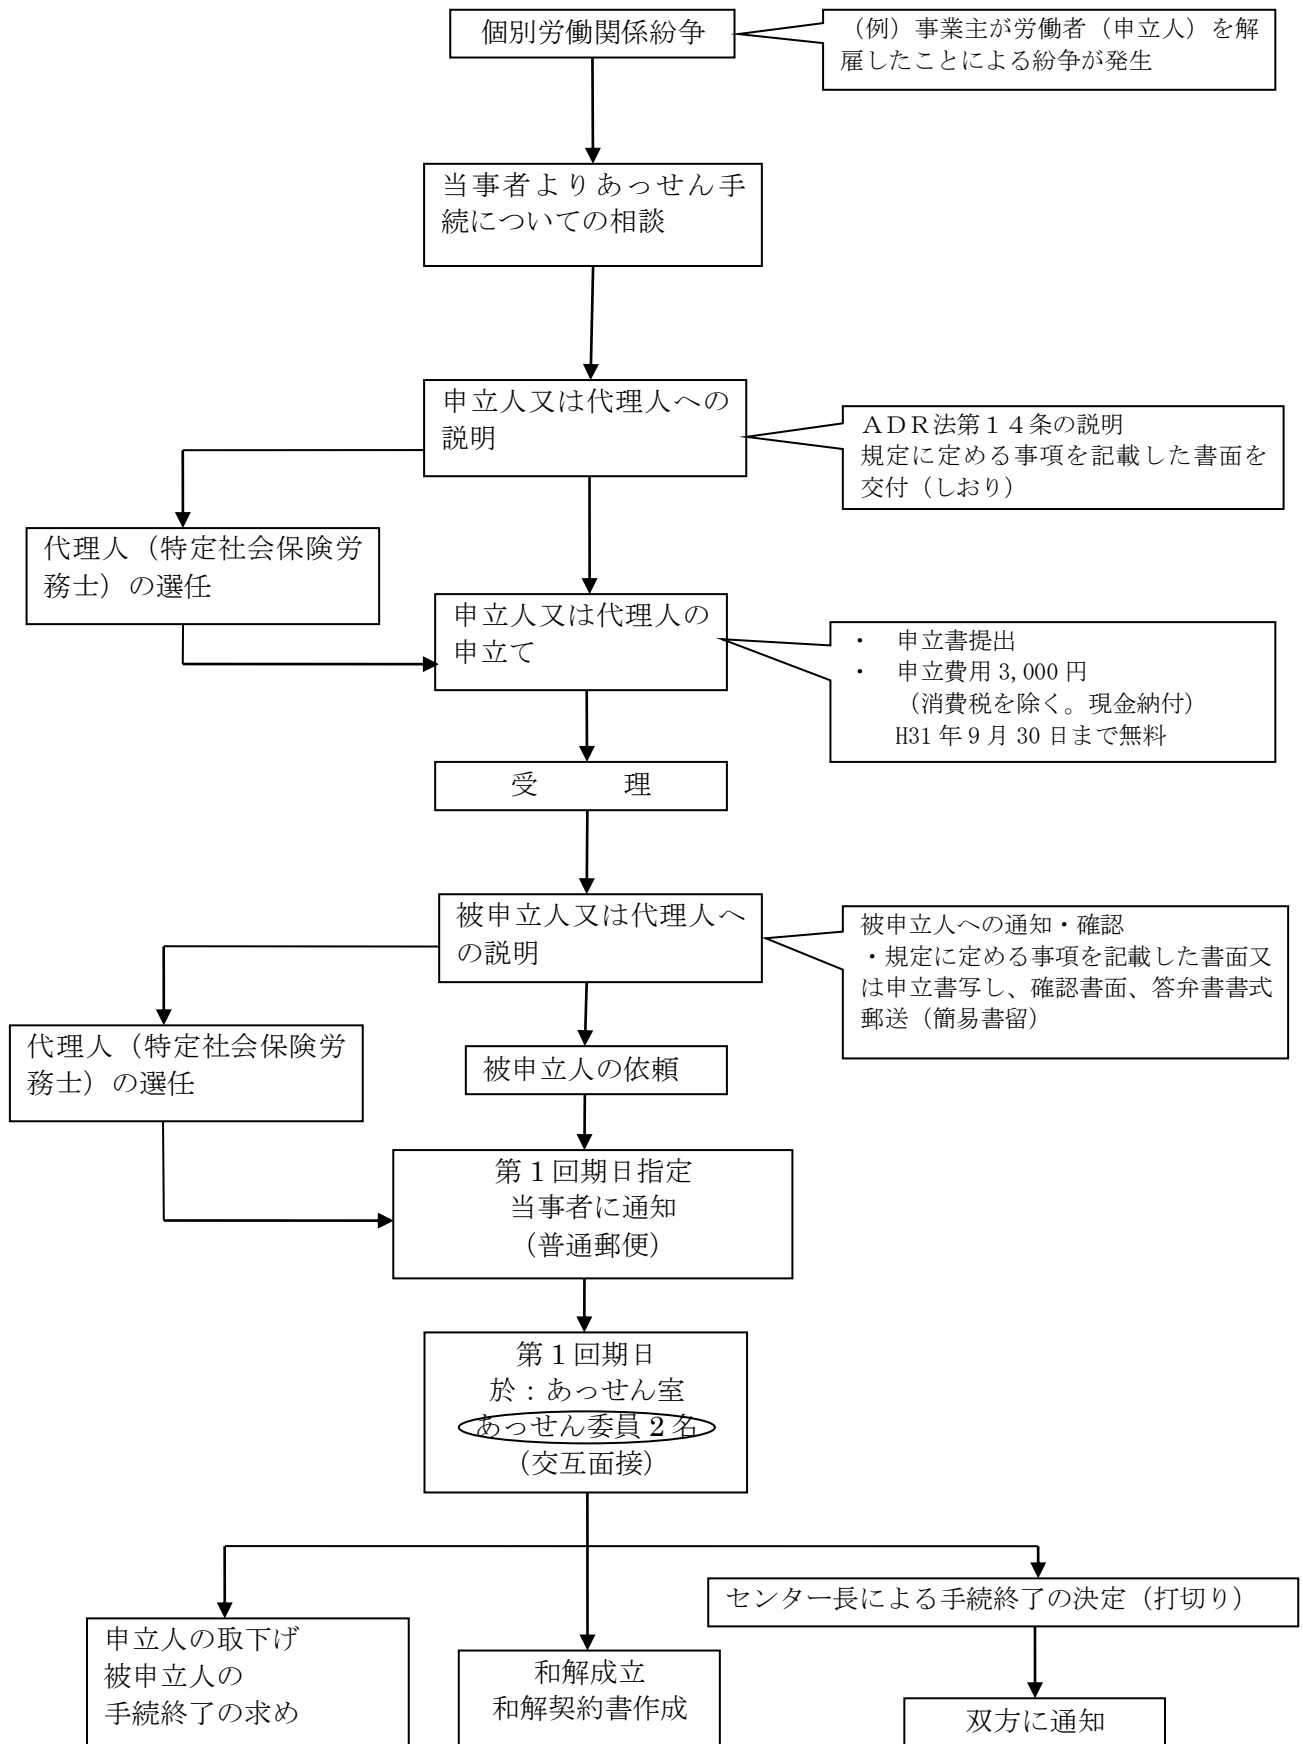 個別労働関係紛争
(例)事業主が労働者(申立人)を解
雇したことによる紛争が発生
当事者よりあっせん手
続についての相談
申立人又は代理人への
説明
ADR法第14条の説明
規定に定める事項を記載した書面を
交付(しおり)
代理人(特定社会保険労
務士)の選任
申立人又は代理人の
申立て
・ 申立書提出
・ 申立費用 3,000 円
(消費税を除く。現金納付)
H31 年 9 月 30 日まで無料
受 理
被申立人又は代理人へ
の説明
被申立人への通知・確認
・規定に定める事項を記載した書面又
は申立書写し、確認書面、答弁書書式
郵送(簡易書留)
代理人(特定社会保険労
務士)の選任
被申立人の依頼
第1回期日指定
当事者に通知
(普通郵便)
第1回期日
於:あっせん室
あっせん委員2名
(交互面接)
センター長による手続終了の決定(打切り)
申立人の取下げ
被申立人の
手続終了の求め
和解成立
和解契約書作成
双方に通知